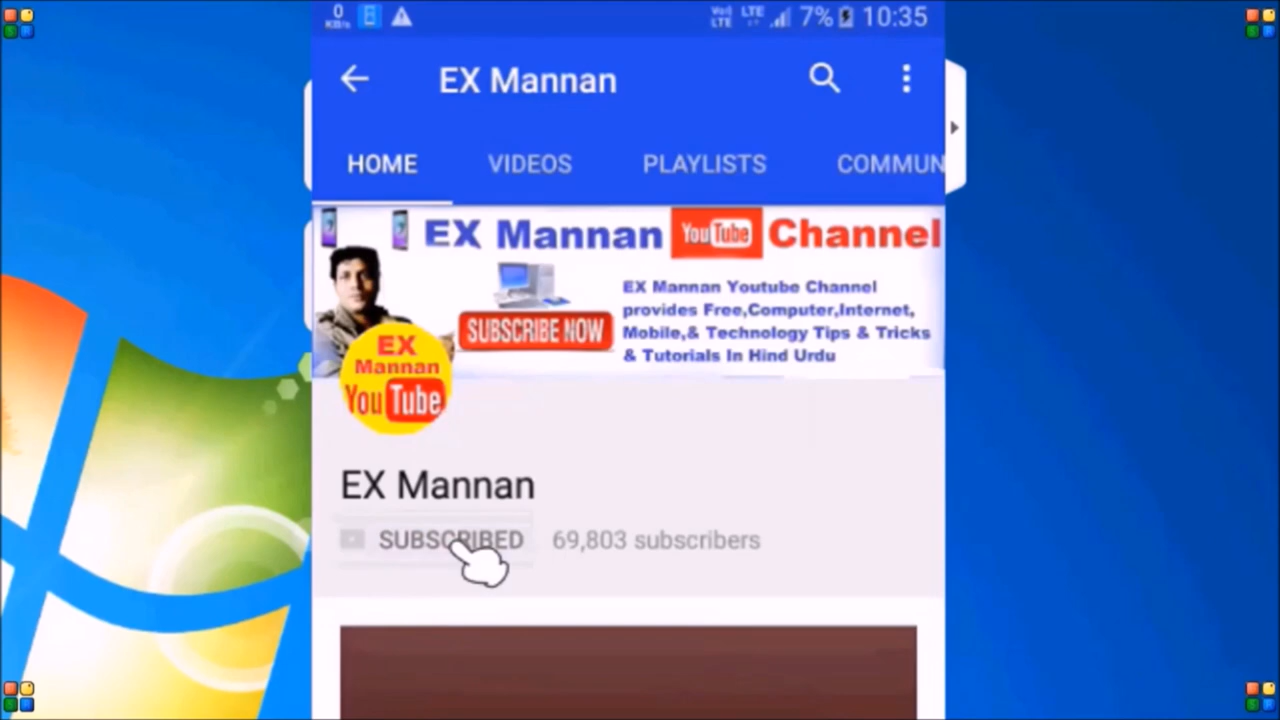 0
KB/s
VoD LTE
LTE
7%
10:35
EX Mannan
HOME
VIDEOS
PLAYLISTS
COMMUN
EX Mannan YouTube Channel
EX Mannan Youtube Channel
provides Free,Computer,Internet,
Mobile,& Technology Tips & Tricks
& Tutorials In Hind Urdu
SUBSCRIBE NOW
EX
Mannan
YouTube
EX Mannan
SUBSCRIBED 69,803 subscribers